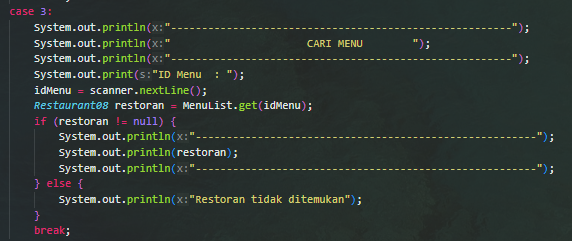 case 3:
System.out.println(x:"-------------------------------------------------------");
System.out.println(x:"                      CARI MENU        ");
System.out.println(x:"-------------------------------------------------------");
System.out.print(s:"ID Menu  : ");
idMenu = scanner.nextLine();
Restaurant08 restoran = MenuList.get(idMenu);
if (restoran != null) {
System.out.println(x:"-------------------------------------------------------");
System.out.println(restoran);
System.out.println(x:"-------------------------------------------------------");
} else {
System.out.println(x:"Restoran tidak ditemukan");
}
break;